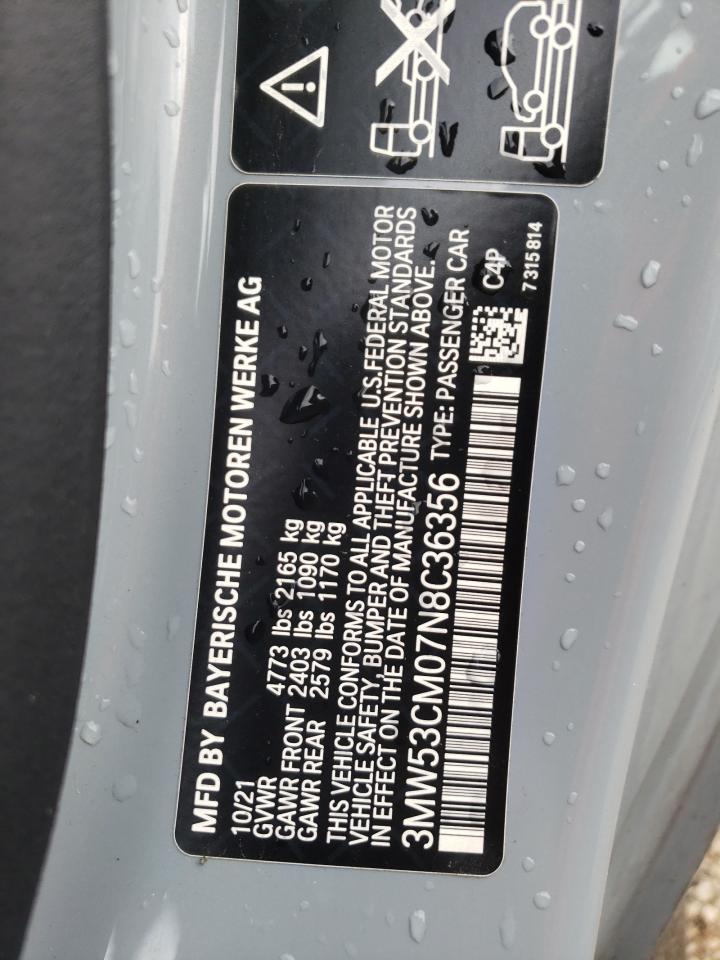 MFD BY BAYERISCHE MOTOREN WERKE AG
10/21
GVWR 4773 lbs 2165 kg
GAWR FRONT 2403 lbs 1090 kg
GAWR REAR 2579 lbs 1170 kg
THIS VEHICLE CONFORMS TO ALL APPLICABLE U.S.FEDERAL MOTOR
VEHICLE SAFETY, BUMPER AND THEFT PREVENTION STANDARDS
IN EFFECT ON THE DATE OF MANUFACTURE SHOWN ABOVE.
3MW53CM07N8C36356 TYPE: PASSENGER CAR
C4P
7 315 814